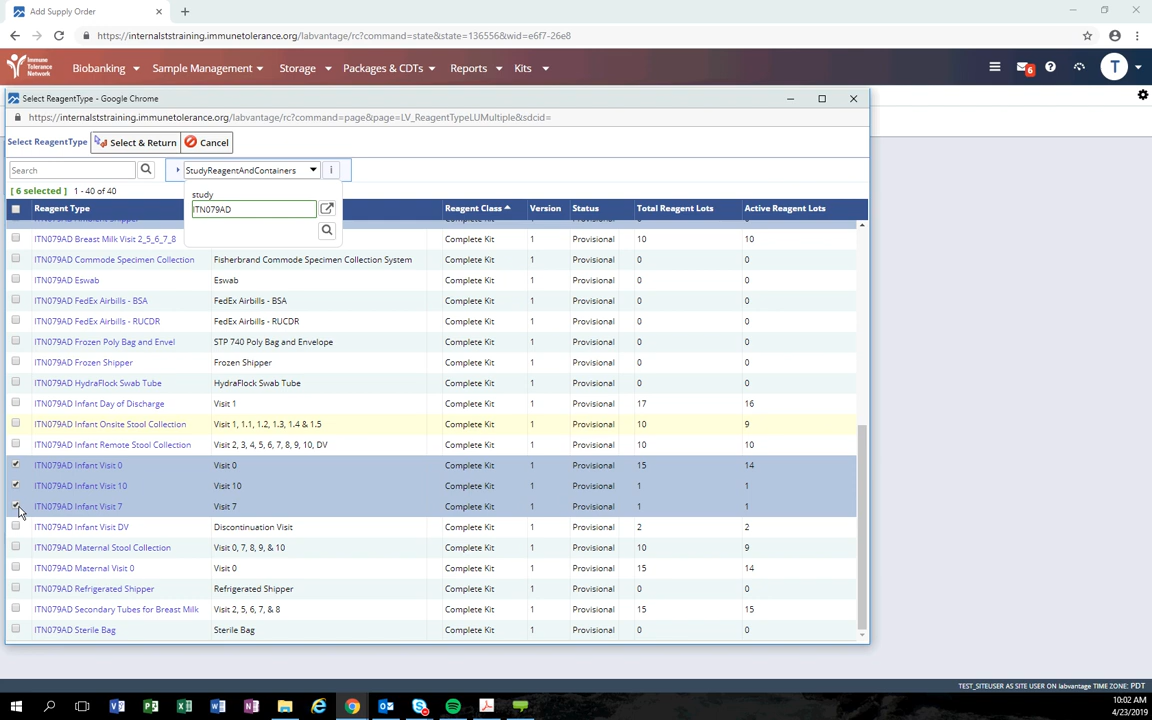 Add Supply Order
https://internalststraining.immunetolerance.org/labvantage/rc?command=state&state=136556&wid=e6f7-26e8
Immune
Tolerance
Network
Biobanking
Sample Management
Storage
Packages & CDTs
Reports
Kits
6
T
Select ReagentType - Google Chrome
https://internalststraining.immunetolerance.org/labvantage/rc?command=page&page=LV_ReagentTypeLUMultiple&sdcid=
Select ReagentType
Select & Return
Cancel
Search
StudyReagentAndContainers
i
[ 6 selected ] 1 - 40 of 40
study
ITN079AD
Reagent Type Reagent Class Version Status Total Reagent Lots Active Reagent Lots
ITN079AD Breast Milk Visit 2_5_6_7_8 Complete Kit 1 Provisional 10 10
ITN079AD Commode Specimen Collection Fisherbrand Commode Specimen Collection System Complete Kit 1 Provisional 0 0
ITN079AD Eswab Eswab Complete Kit 1 Provisional 0 0
ITN079AD FedEx Airbills - BSA FedEx Airbills - BSA Complete Kit 1 Provisional 0 0
ITN079AD FedEx Airbills - RUCDR FedEx Airbills - RUCDR Complete Kit 1 Provisional 0 0
ITN079AD Frozen Poly Bag and Envel STP 740 Poly Bag and Envelope Complete Kit 1 Provisional 0 0
ITN079AD Frozen Shipper Frozen Shipper Complete Kit 1 Provisional 0 0
ITN079AD HydraFlock Swab Tube HydraFlock Swab Tube Complete Kit 1 Provisional 0 0
ITN079AD Infant Day of Discharge Visit 1 Complete Kit 1 Provisional 17 16
ITN079AD Infant Onsite Stool Collection Visit 1, 1.1, 1.2, 1.3, 1.4 & 1.5 Complete Kit 1 Provisional 10 9
ITN079AD Infant Remote Stool Collection Visit 2, 3, 4, 5, 6, 7, 8, 9, 10, DV Complete Kit 1 Provisional 10 10
ITN079AD Infant Visit 0 Visit 0 Complete Kit 1 Provisional 15 14
ITN079AD Infant Visit 10 Visit 10 Complete Kit 1 Provisional 1 1
ITN079AD Infant Visit 7 Visit 7 Complete Kit 1 Provisional 1 1
ITN079AD Infant Visit DV Discontinuation Visit Complete Kit 1 Provisional 2 2
ITN079AD Maternal Stool Collection Visit 0, 7, 8, 9, & 10 Complete Kit 1 Provisional 10 9
ITN079AD Maternal Visit 0 Visit 0 Complete Kit 1 Provisional 15 14
ITN079AD Refrigerated Shipper Refrigerated Shipper Complete Kit 1 Provisional 0 0
ITN079AD Secondary Tubes for Breast Milk Visit 2, 5, 6, 7, & 8 Complete Kit 1 Provisional 15 15
ITN079AD Sterile Bag Sterile Bag Complete Kit 1 Provisional 0 0
TEST_SITEUSER AS SITE USER ON labvantage TIME ZONE: PDT
10:02 AM
4/23/2019